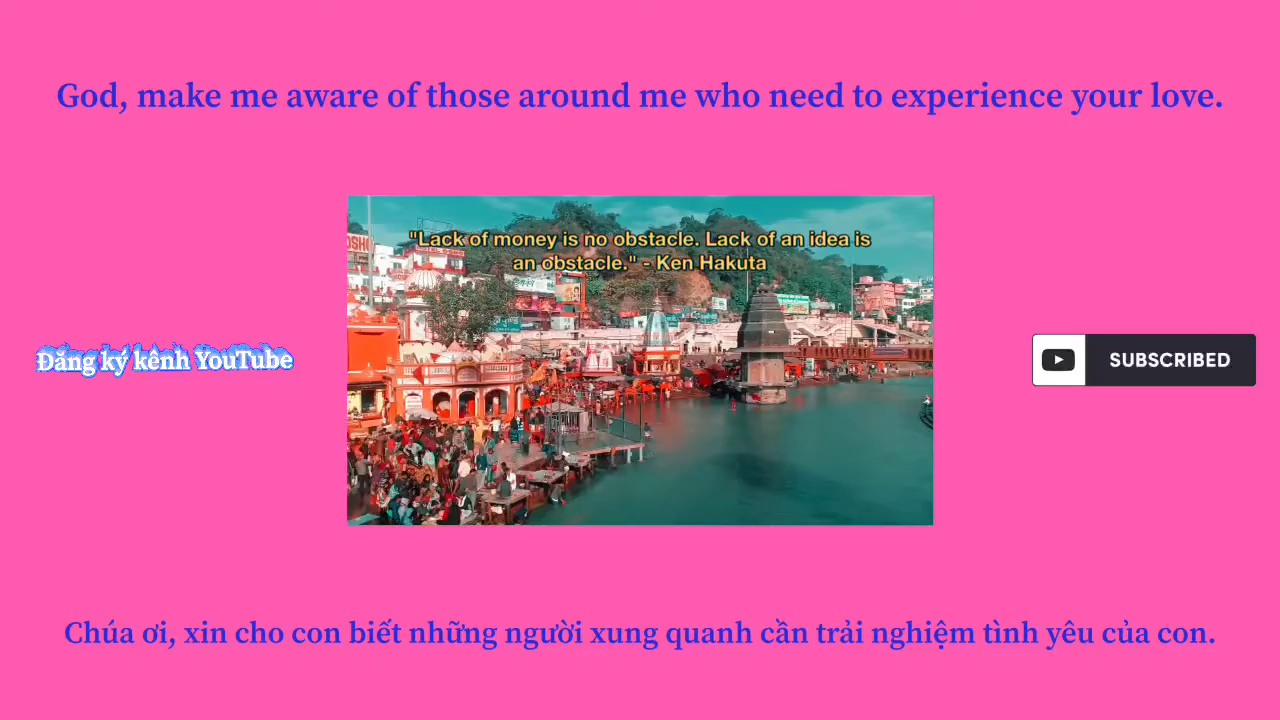 God, make me aware of those around me who need to experience your love.
"Lack of money is no obstacle. Lack of an idea is
an obstacle." - Ken Hakuta
Đăng ký kênh YouTube
SUBSCRIBED
Chúa ơi, xin cho con biết những người xung quanh cần trải nghiệm tình yêu của con.